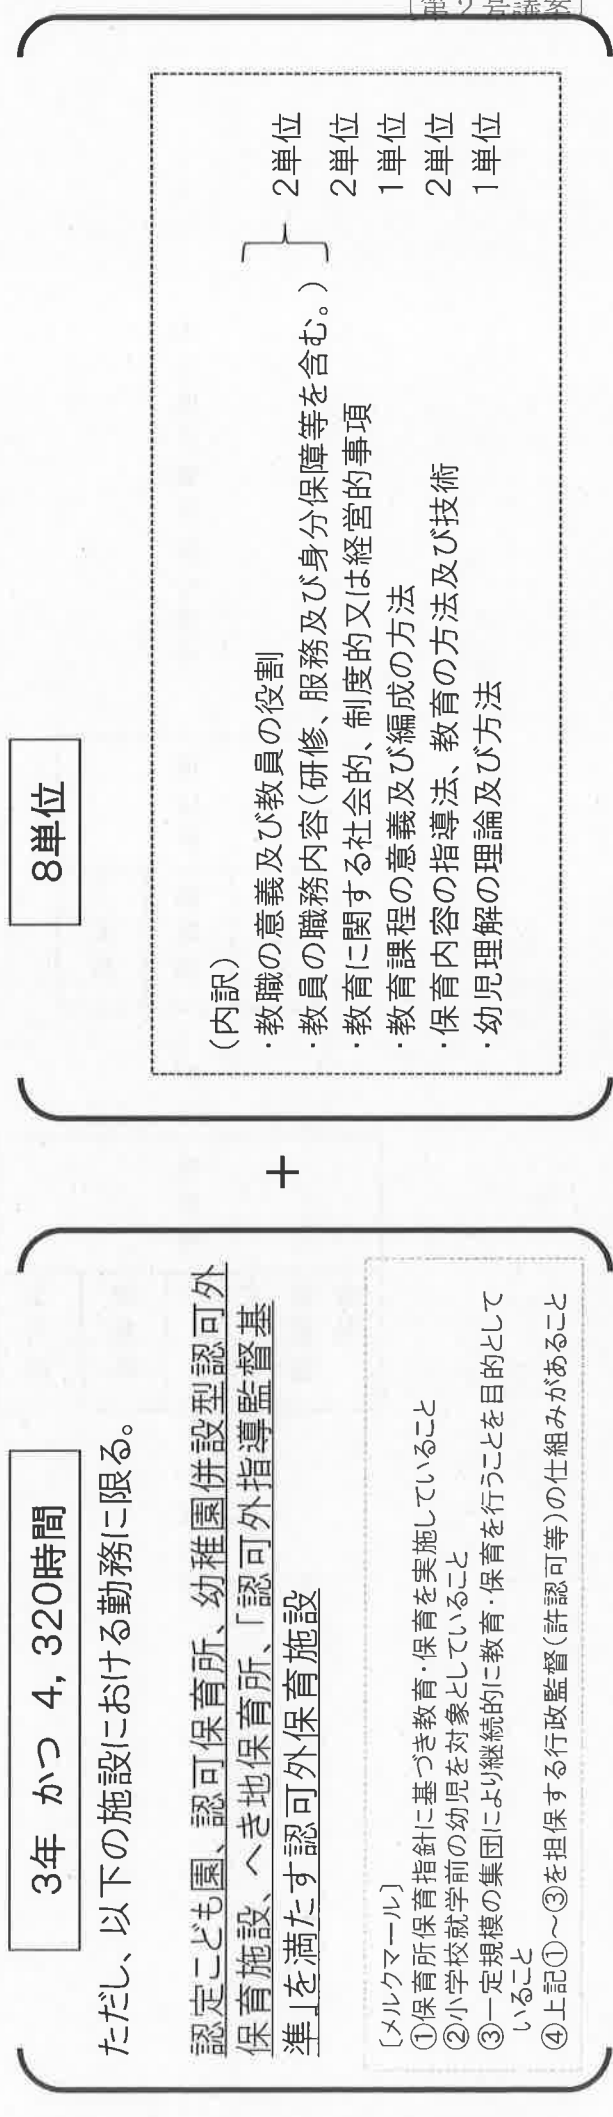 第2号議案
3年 かつ 4,320時間
ただし、以下の施設における勤務に限る。
認定こども園、認可保育所、幼稚園併設型認可外
保育施設、へき地保育所、「認可外指導監督基
準」を満たす認可外保育施設
〔メルクマール〕
①保育所保育指針に基づき教育・保育を実施していること
②小学校就学前の幼児を対象としていること
③一定規模の集団により継続的に教育・保育を行うことを目的として
いること
④上記①～③を担保する行政監督(許認可等)の仕組みがあること
＋
8単位
(内訳)
・教職の意義及び教員の役割
・教員の職務内容(研修、服務及び身分保障等を含む。) 2単位
・教育に関する社会的、制度的又は経営的事項 2単位
・教育課程の意義及び編成の方法 1単位
・保育内容の指導法、教育の方法及び技術 2単位
・幼児理解の理論及び方法 1単位